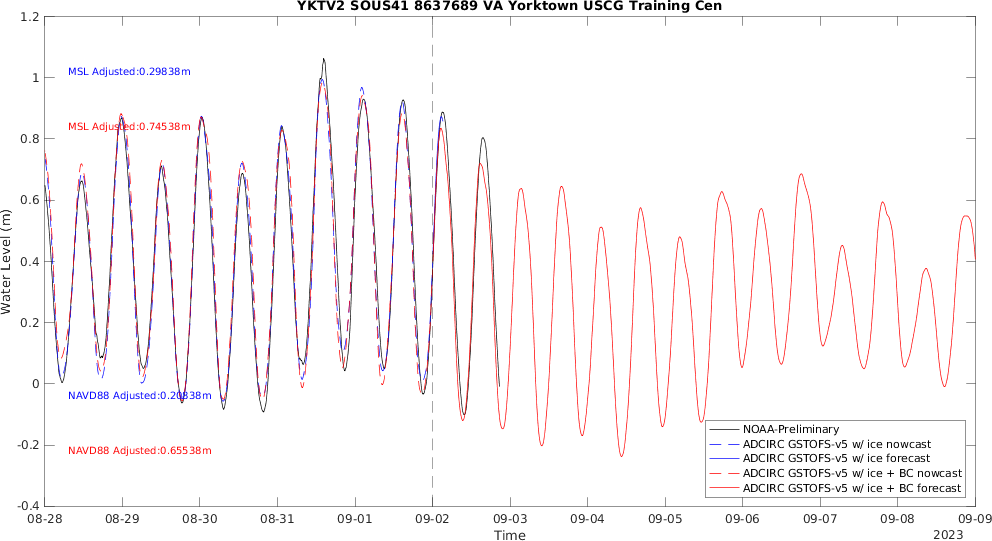 YKTV2 SOUS41 8637689 VA Yorktown USCG Training Cen
1.2
1
0.8
0.6
0.4
0.2
0
-0.2
-0.4
Water Level (m)
MSL Adjusted:0.29838m
MSL Adjusted:0.74538m
NAVD88 Adjusted:0.20838m
NAVD88 Adjusted:0.65538m
NOAA-Preliminary
ADCIRC GSTOFS-v5 w/ ice nowcast
ADCIRC GSTOFS-v5 w/ ice forecast
ADCIRC GSTOFS-v5 w/ ice + BC nowcast
ADCIRC GSTOFS-v5 w/ ice + BC forecast
08-28 08-29 08-30 08-31 09-01 09-02 09-03 09-04 09-05 09-06 09-07 09-08 09-09
Time
2023